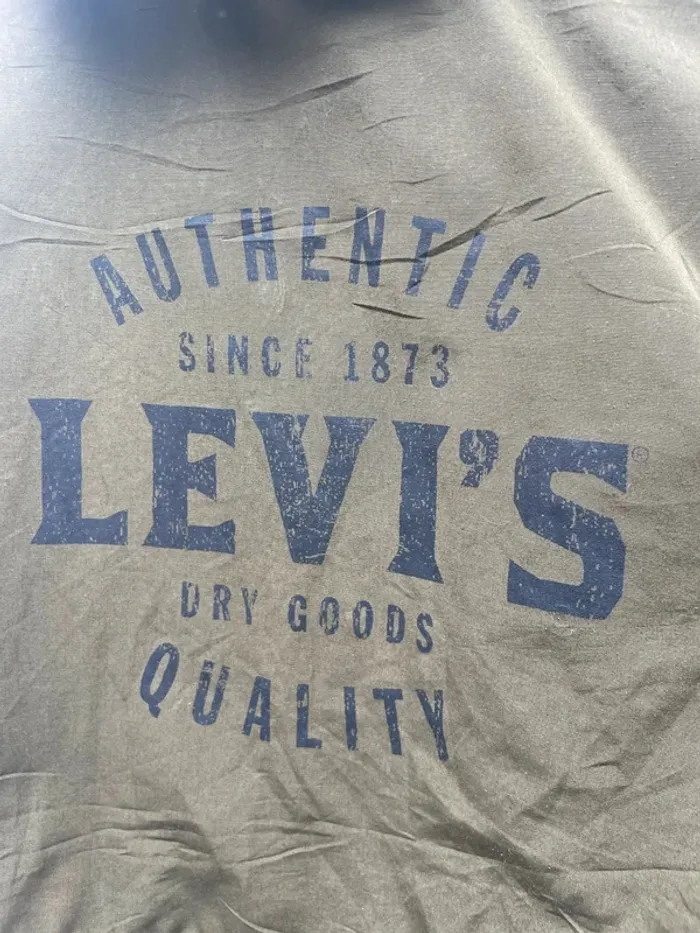 AUTHENTIC
SINCE 1873
LEVI'S®
DRY GOODS
QUALITY